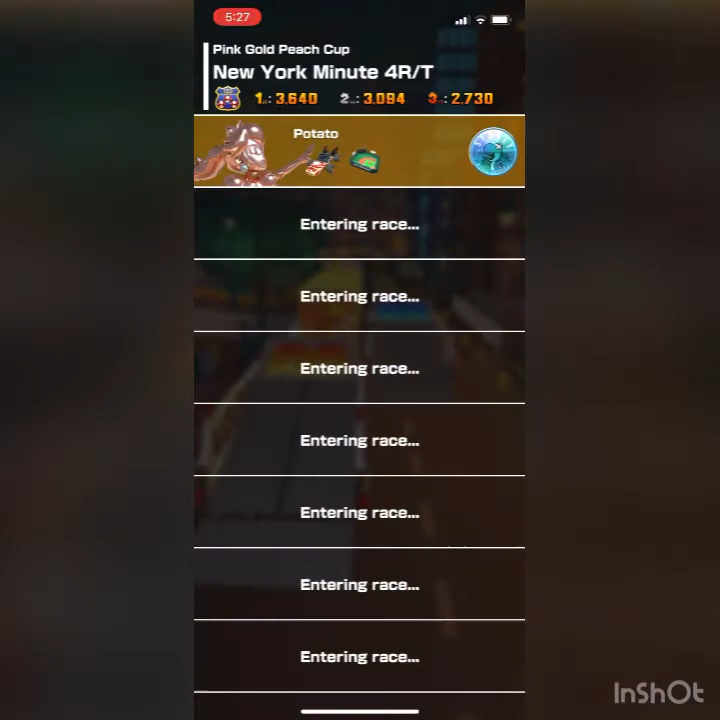 5:27
Pink Gold Peach Cup
New York Minute 4R/T
1.: 3.640 2.: 3.094 3.: 2.730
Potato
Entering race...
Entering race...
Entering race...
Entering race...
Entering race...
Entering race...
Entering race...
InShOt